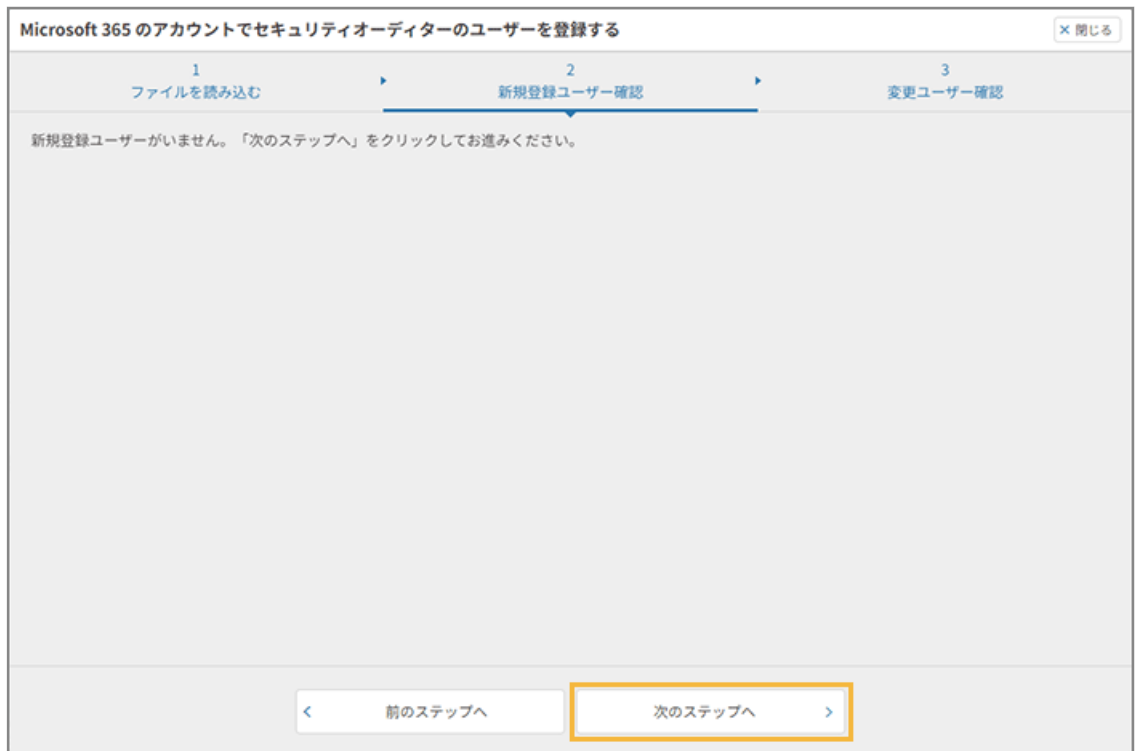 Microsoft 365 のアカウントでセキュリティオーディターのユーザーを登録する
× 閉じる
1
ファイルを読み込む
2
新規登録ユーザー確認
3
変更ユーザー確認
新規登録ユーザーがいません。「次のステップへ」をクリックしてお進みください。
前のステップへ
次のステップへ